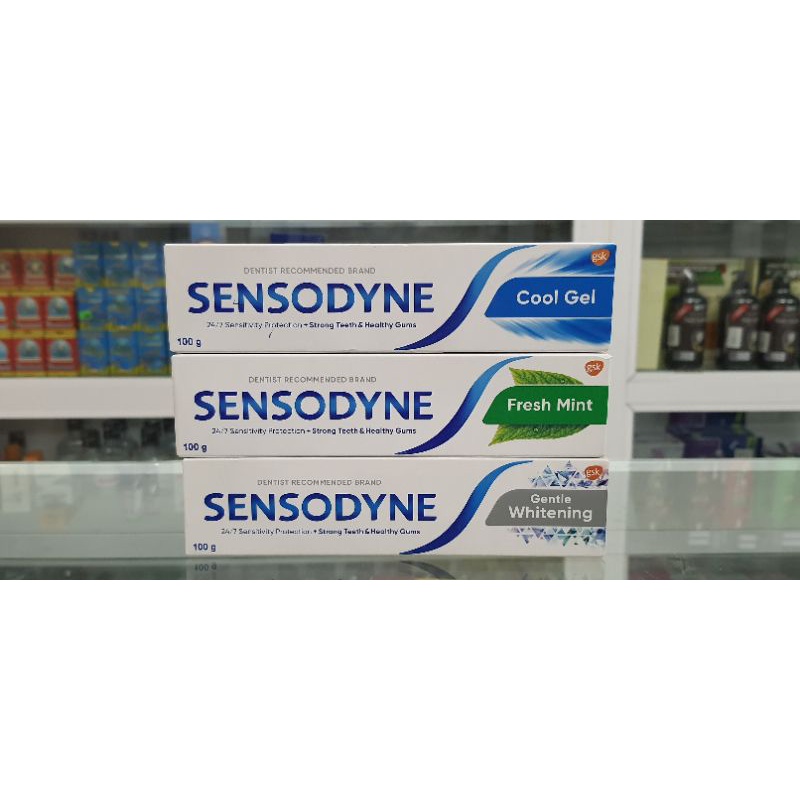 DENTIST RECOMMENDED BRAND
SENSODYNE
24/7 Sensitivity Protection + Strong Teeth & Healthy Gums
100 g
gsk
Cool Gel
DENTIST RECOMMENDED BRAND
SENSODYNE
24/7 Sensitivity Protection + Strong Teeth & Healthy Gums
100 g
gsk
Fresh Mint
DENTIST RECOMMENDED BRAND
SENSODYNE
24/7 Sensitivity Protection + Strong Teeth & Healthy Gums
100 g
gsk
Gentle
Whitening